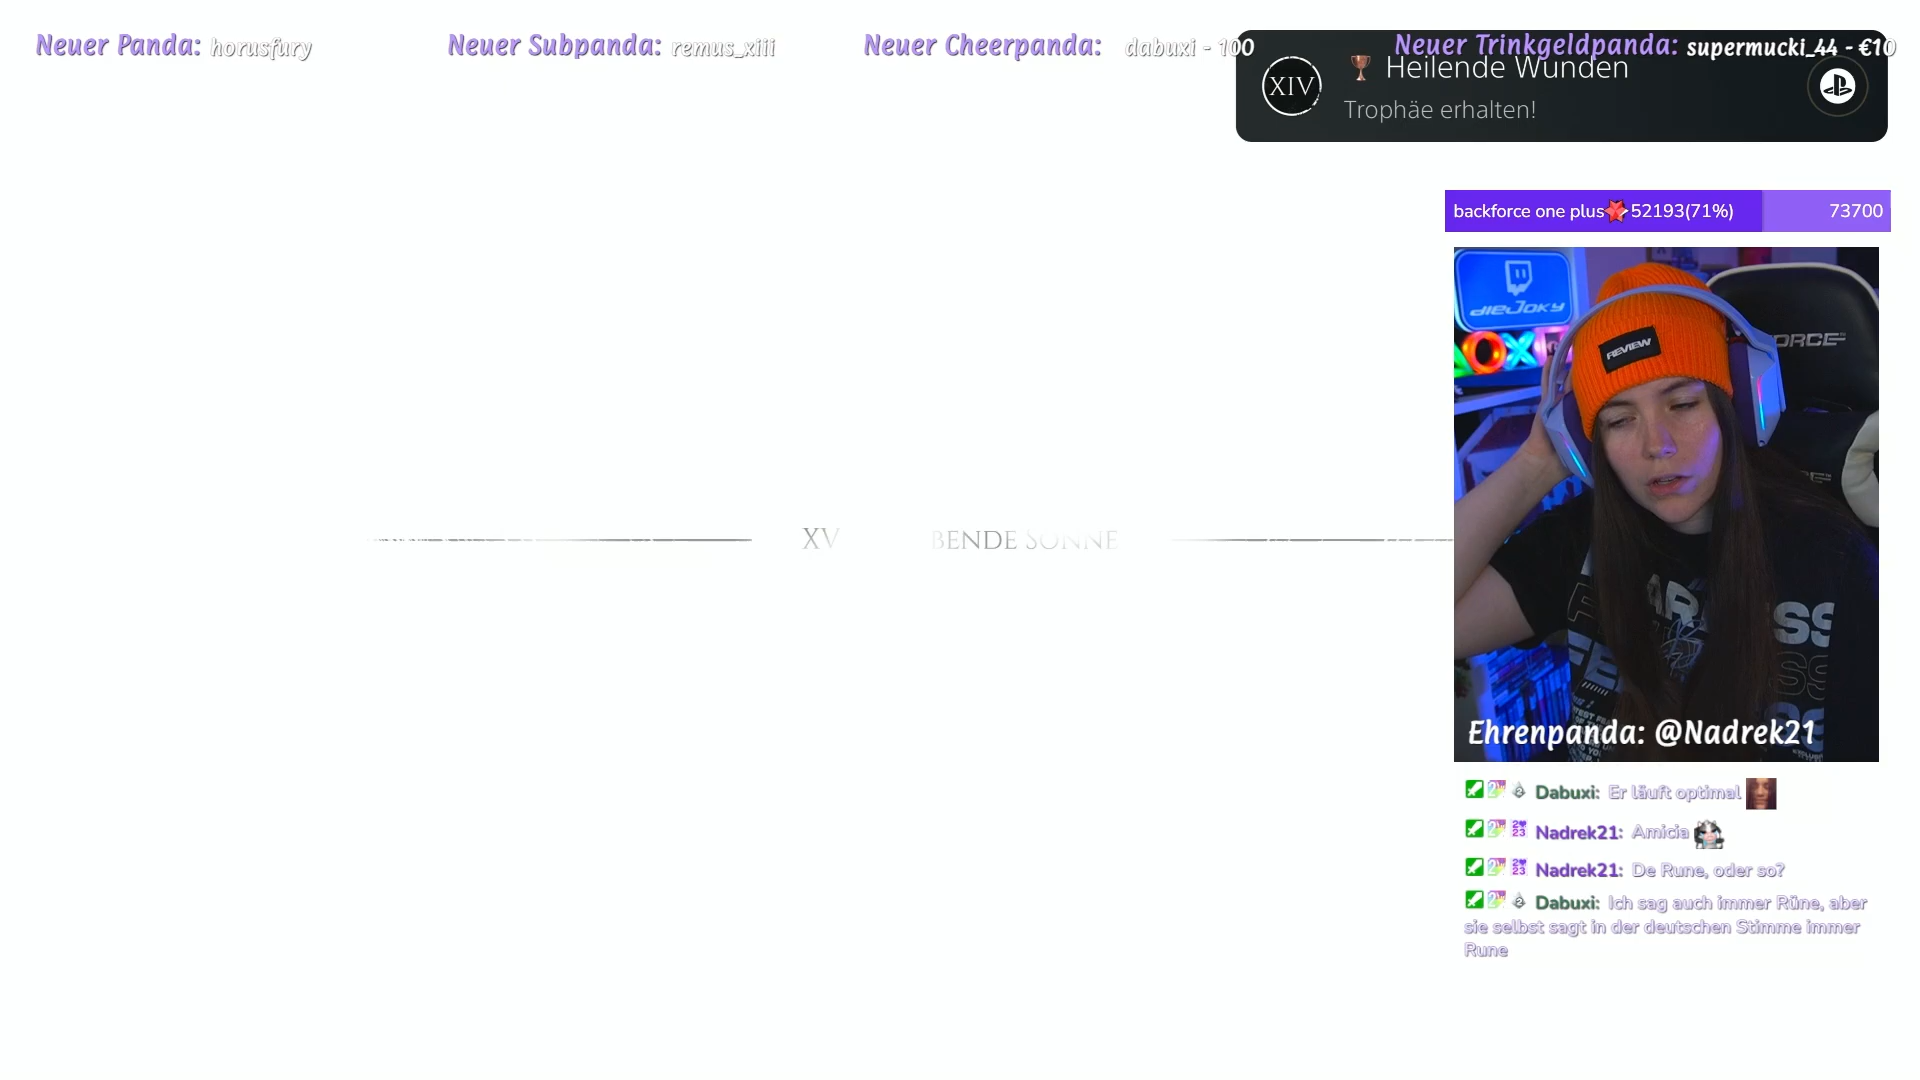 Neuer Panda: horusfury
Neuer Subpanda: remus_xiii
Neuer Cheerpanda: dabuxi - 100
Neuer Trinkgeldpanda: supermucki_44 - €10
XIV
Heilende Wunden
Trophäe erhalten!
backforce one plus 52193(71%) 73700
dieJoky
REVIEW
XV BENDE SONNE
Ehrenpanda: @Nadrek21
Dabuxi: Er läuft optimal
Nadrek21: Amicia
Nadrek21: De Rune, oder so?
Dabuxi: Ich sag auch immer Rüne, aber
sie selbst sagt in der deutschen Stimme immer
Rune